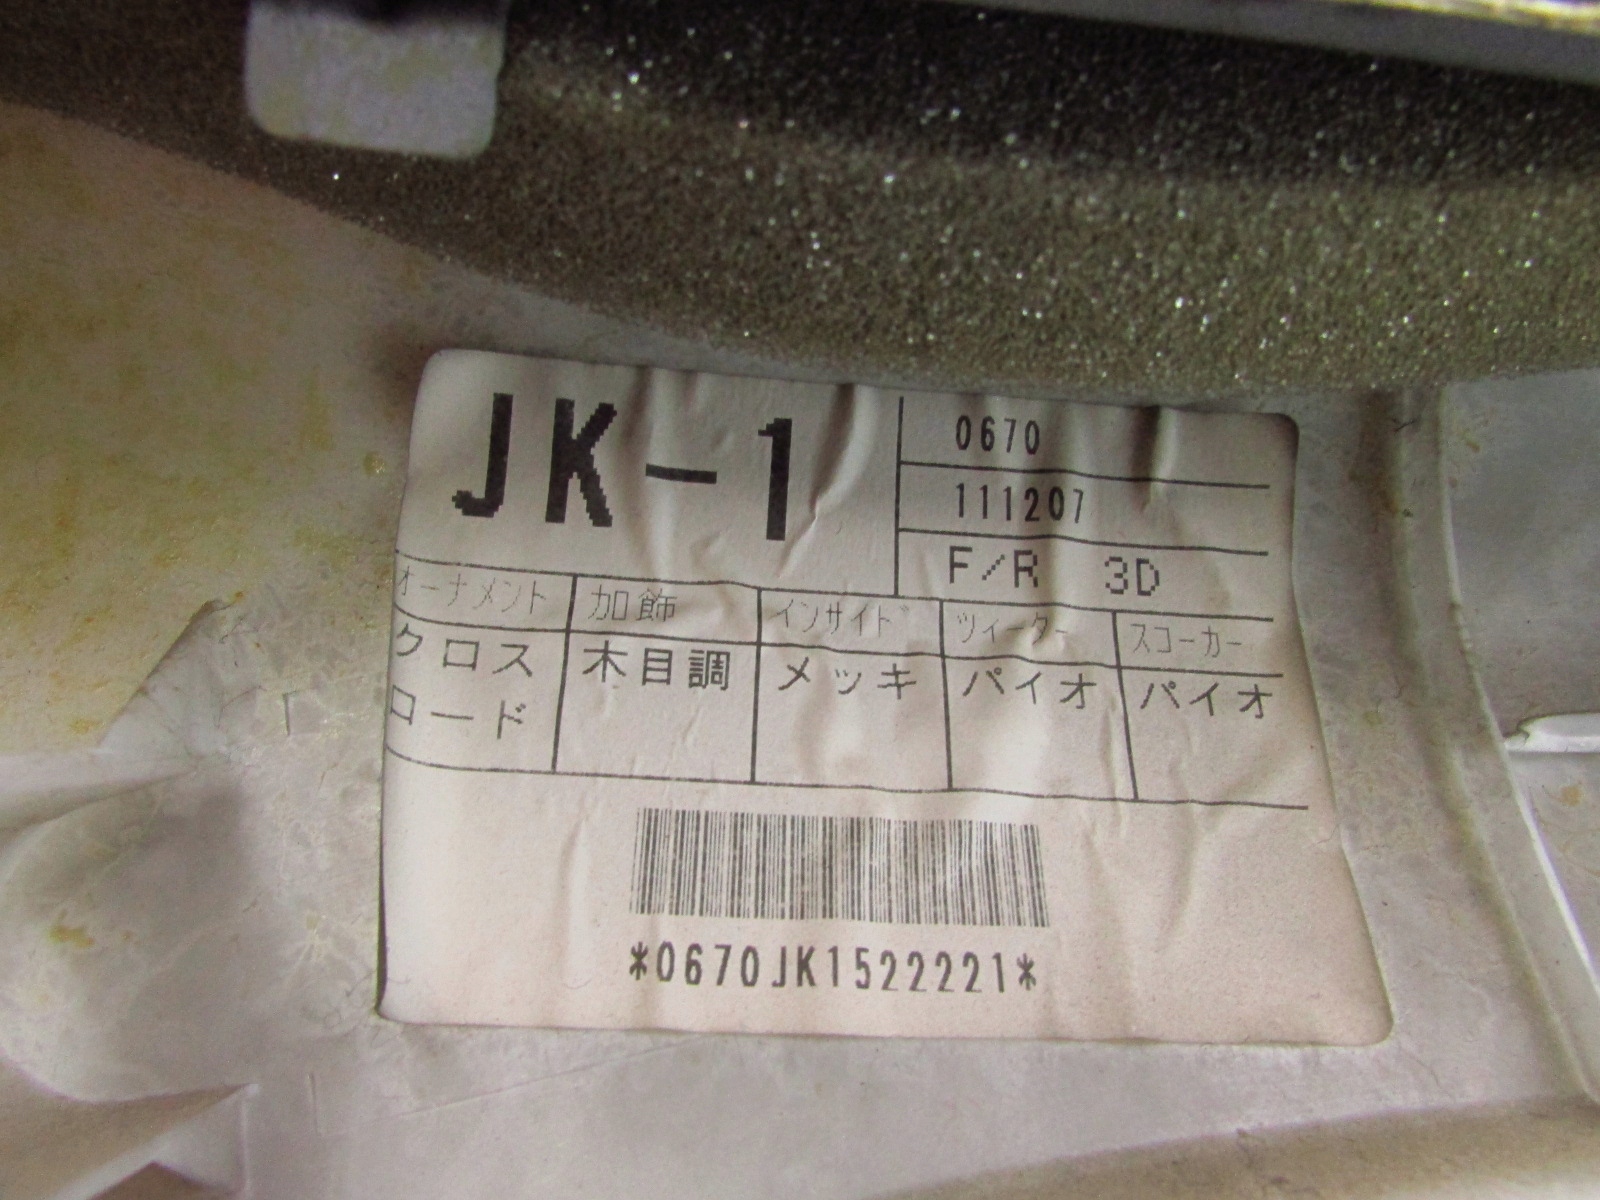 JK-1
0670
111207
F/R 3D
オーナメント 加飾 インサイド ツィーター スコーカー
クロス 木目調 メッキ パイオ パイオ
ロード
*0670JK1522221*